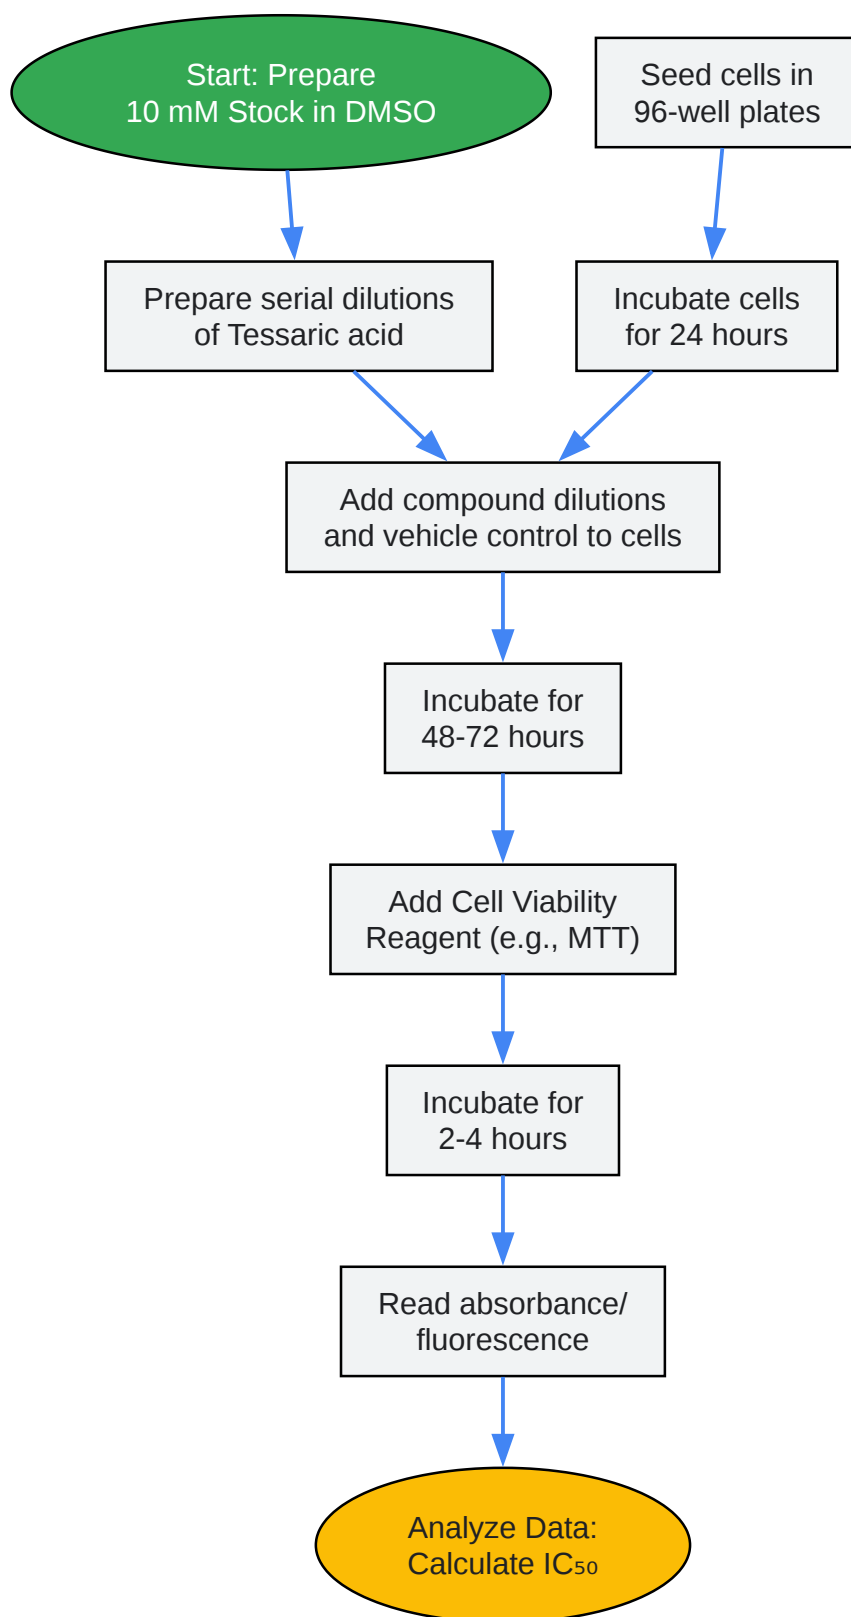 Start: Prepare
10 mM Stock in DMSO
Seed cells in
96-well plates
Prepare serial dilutions
of Tessaric acid
Incubate cells
for 24 hours
Add compound dilutions
and vehicle control to cells
Incubate for
48-72 hours
Add Cell Viability
Reagent (e.g., MTT)
Incubate for
2-4 hours
Read absorbance/
fluorescence
Analyze Data:
Calculate IC₅₀